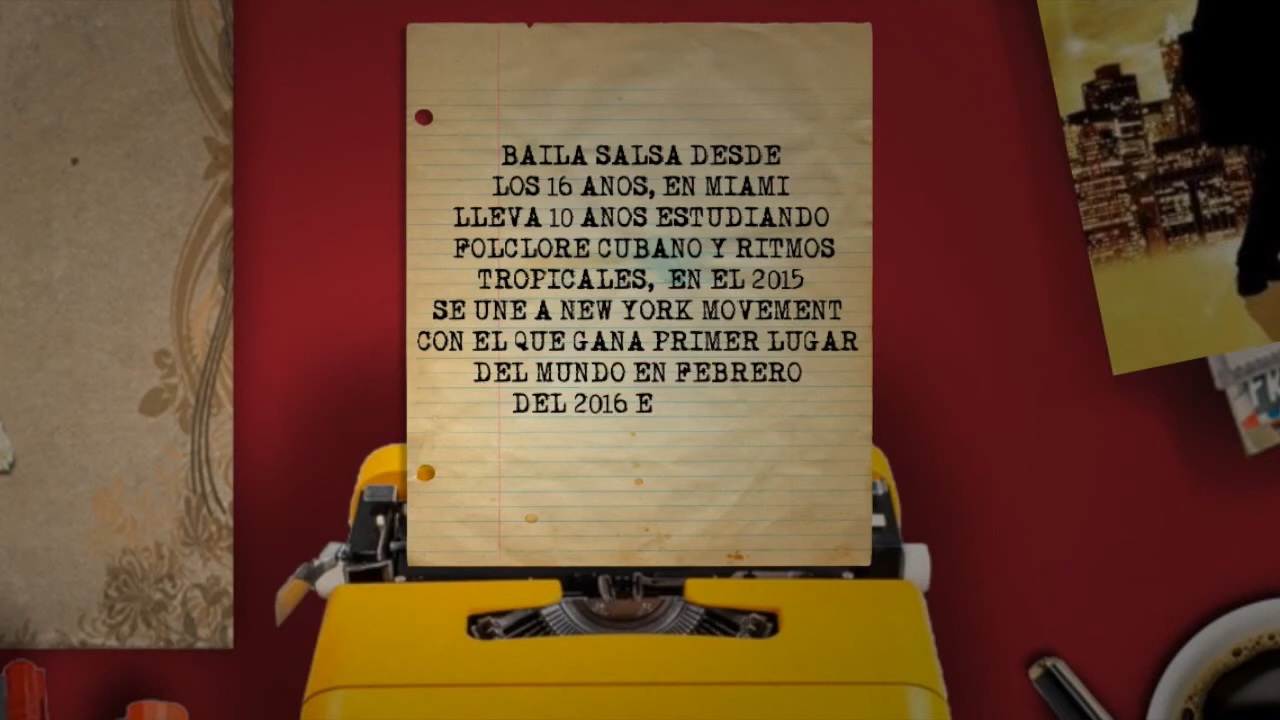 BAILA SALSA DESDE
LOS 16 ANOS, EN MIAMI
LLEVA 10 ANOS ESTUDIANDO
FOLCLORE CUBANO Y RITMOS
TROPICALES, EN EL 2015
SE UNE A NEW YORK MOVEMENT
CON EL QUE GANA PRIMER LUGAR
DEL MUNDO EN FEBRERO
DEL 2016 E